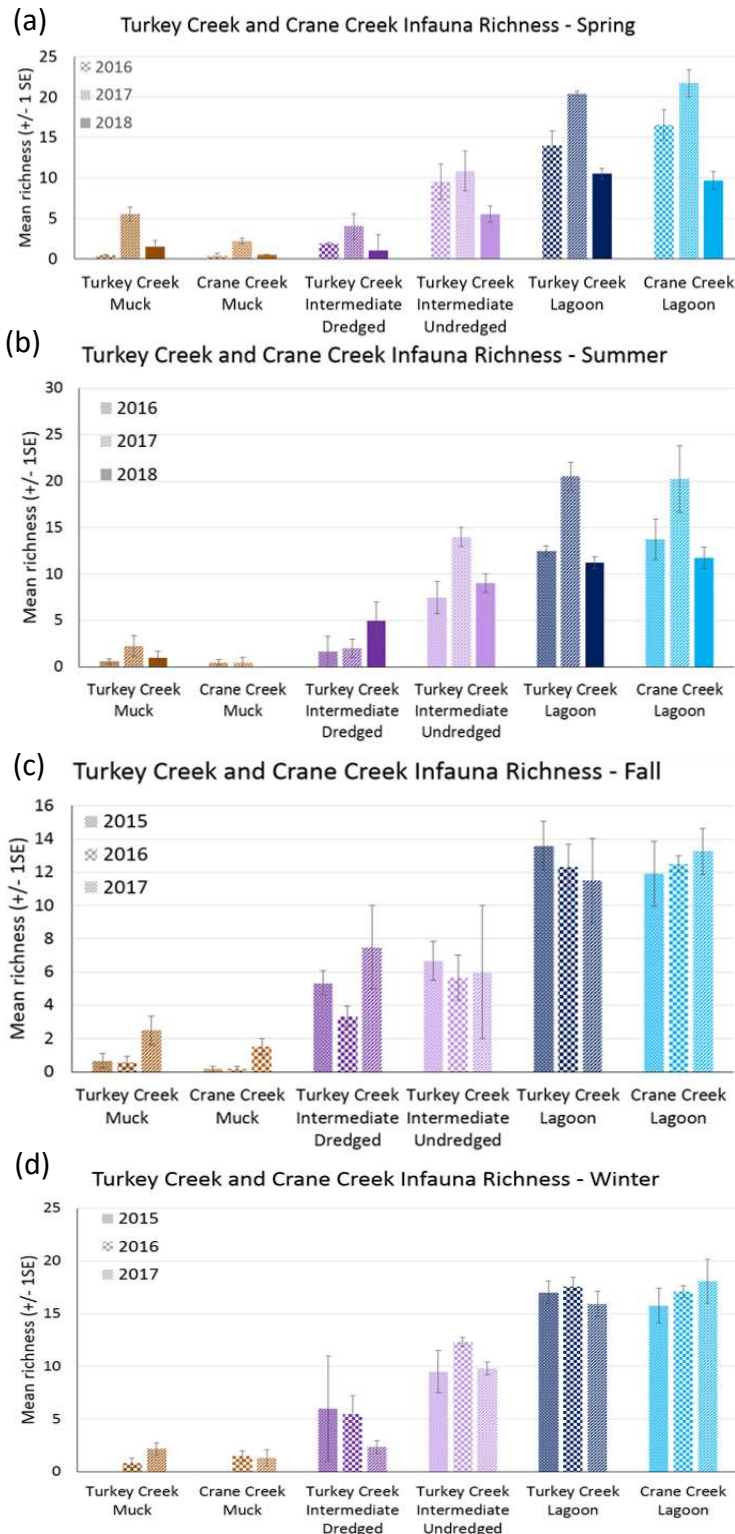 (a)
Turkey Creek and Crane Creek Infauna Richness - Spring
Mean richness (+/- 1 SE)
25
20
15
10
5
0
2016
2017
2018
Turkey Creek Muck
Crane Creek Muck
Turkey Creek Intermediate Dredged
Turkey Creek Intermediate Undredged
Turkey Creek Lagoon
Crane Creek Lagoon
(b)
Turkey Creek and Crane Creek Infauna Richness - Summer
Mean richness (+/- 1SE)
30
25
20
15
10
5
0
2016
2017
2018
Turkey Creek Muck
Crane Creek Muck
Turkey Creek Intermediate Dredged
Turkey Creek Intermediate Undredged
Turkey Creek Lagoon
Crane Creek Lagoon
(c)
Turkey Creek and Crane Creek Infauna Richness - Fall
Mean richness (+/- 1SE)
16
14
12
10
8
6
4
2
0
2015
2016
2017
Turkey Creek Muck
Crane Creek Muck
Turkey Creek Intermediate Dredged
Turkey Creek Intermediate Undredged
Turkey Creek Lagoon
Crane Creek Lagoon
(d)
Turkey Creek and Crane Creek Infauna Richness - Winter
Mean richness (+/- 1SE)
25
20
15
10
5
0
2015
2016
2017
Turkey Creek Muck
Crane Creek Muck
Turkey Creek Intermediate Dredged
Turkey Creek Intermediate Undredged
Turkey Creek Lagoon
Crane Creek Lagoon